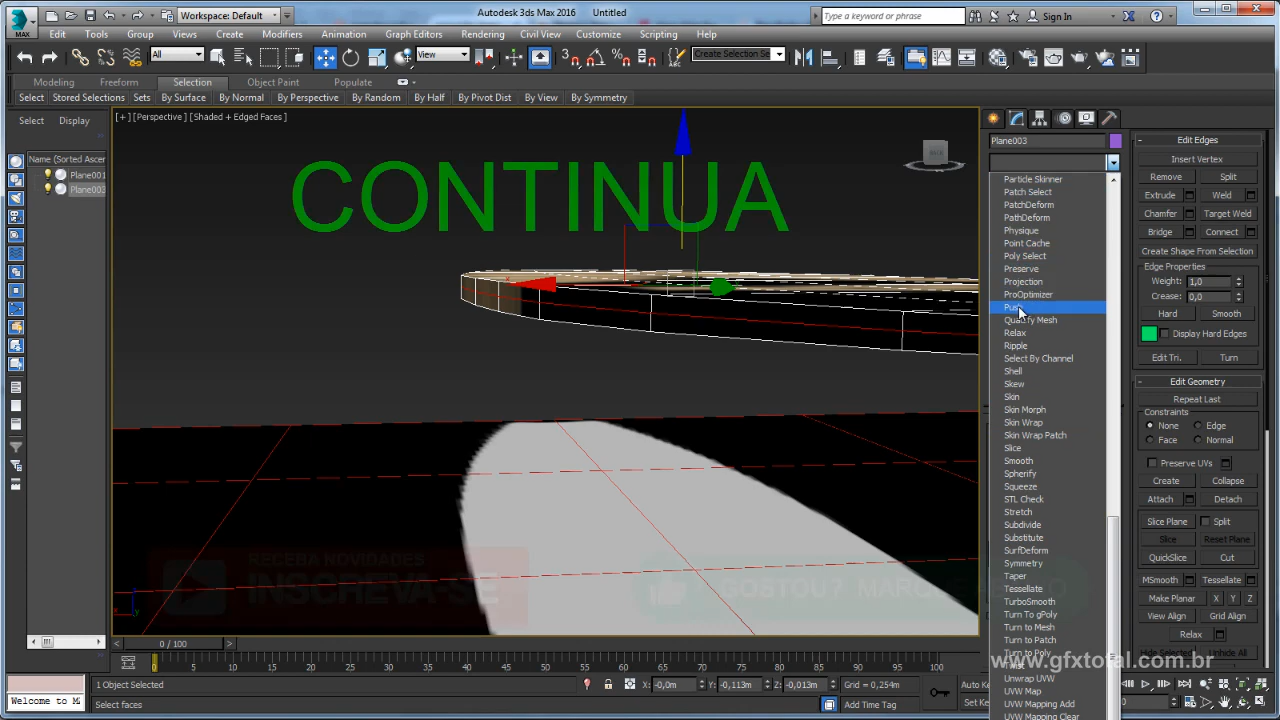 MAX
Workspace: Default
Autodesk 3ds Max 2016 Untitled
Type a keyword or phrase
Sign In
Edit Tools Group Views Create Modifiers Animation Graph Editors Rendering Civil View Customize Scripting Help
All
View
Create Selection Se
Modeling Freeform Selection Object Paint Populate
Select Stored Selections Sets By Surface By Normal By Perspective By Random By Half By Pivot Dist By View By Symmetry
Select Display
Name (Sorted Ascen
Plane001
Plane003
[+] [Perspective] [Shaded + Edged Faces]
CONTINUA
Plane003
Particle Skinner
Patch Select
PatchDeform
PathDeform
Physique
Point Cache
Poly Select
Preserve
Projection
ProOptimizer
Push
Quadify Mesh
Relax
Ripple
Select By Channel
Shell
Skew
Skin
Skin Morph
Skin Wrap
Skin Wrap Patch
Slice
Smooth
Spherify
Squeeze
STL Check
Stretch
Subdivide
Substitute
SurfDeform
Symmetry
Taper
Tessellate
TurboSmooth
Turn To gPoly
Turn to Mesh
Turn to Patch
Turn to Poly
Unwrap UVW
UVW Map
UVW Mapping Add
UVW Mapping Clear
Edit Edges
Insert Vertex
Remove Split
Extrude Weld
Chamfer Target Weld
Bridge Connect
Create Shape From Selection
Edge Properties
Weight: 1,0
Crease: 0,0
Hard Smooth
Display Hard Edges
Edit Tri. Turn
Edit Geometry
Repeat Last
Constraints
None Edge
Face Normal
Preserve UVs
Create Collapse
Attach Detach
Slice Plane Split
Slice Reset Plane
QuickSlice Cut
MSmooth Tessellate
Make Planar X Y Z
View Align Grid Align
Relax
Hide Selected Unhide All
RECEBA NOVIDADES
INSCREVA-SE
GOSTOU?
www.gfxtotal.com.br
0 / 100
0 5 10 15 20 25 30 35 40 45 50 55 60 65 70 75 80 85 90 95 100
1 Object Selected
X: -0,0m Y: -0,113m Z: -0,013m Grid = 0,254m
Welcome to M
Select faces
Add Time Tag